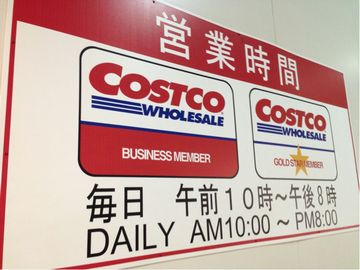 営業時間
COSTCO
WHOLESALE
BUSINESS MEMBER
COSTCO
WHOLESALE
GOLD STAR MEMBER
毎日 午前10時～午後8時
DAILY AM10:00 ～ PM8:00